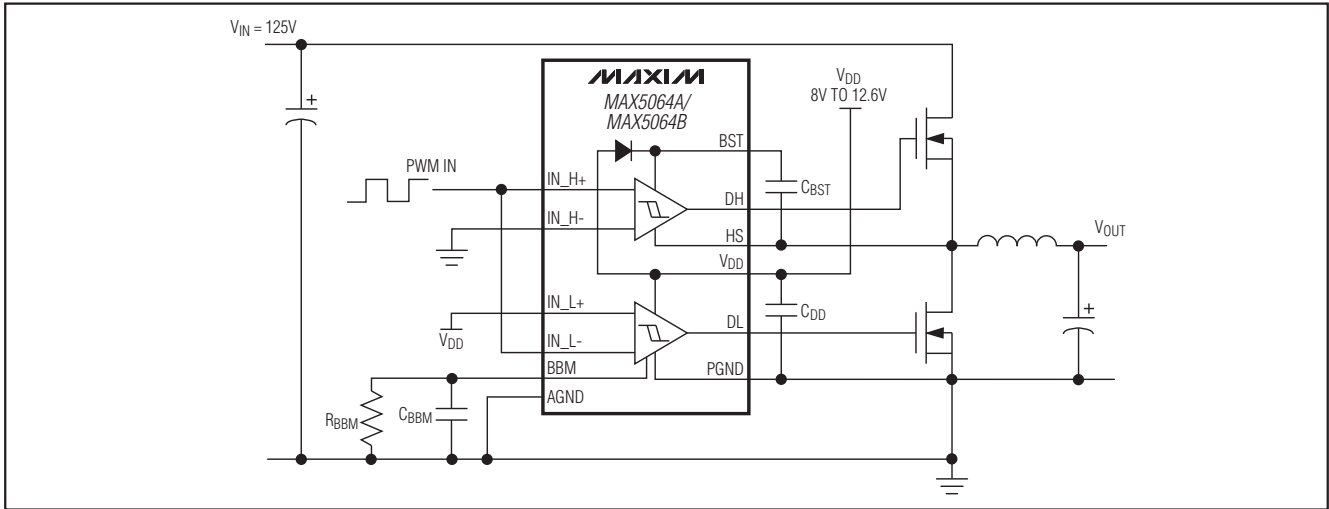 VIN = 125V
MAXIM
MAX5064A/
MAX5064B
VDD
8V TO 12.6V
BST
PWM IN
IN_H+
CBST
DH
IN_H-
HS
VOUT
VDD
IN_L+
CDD
DL
VDD
IN_L-
BBM
PGND
AGND
RBBM
CBBM
+
+